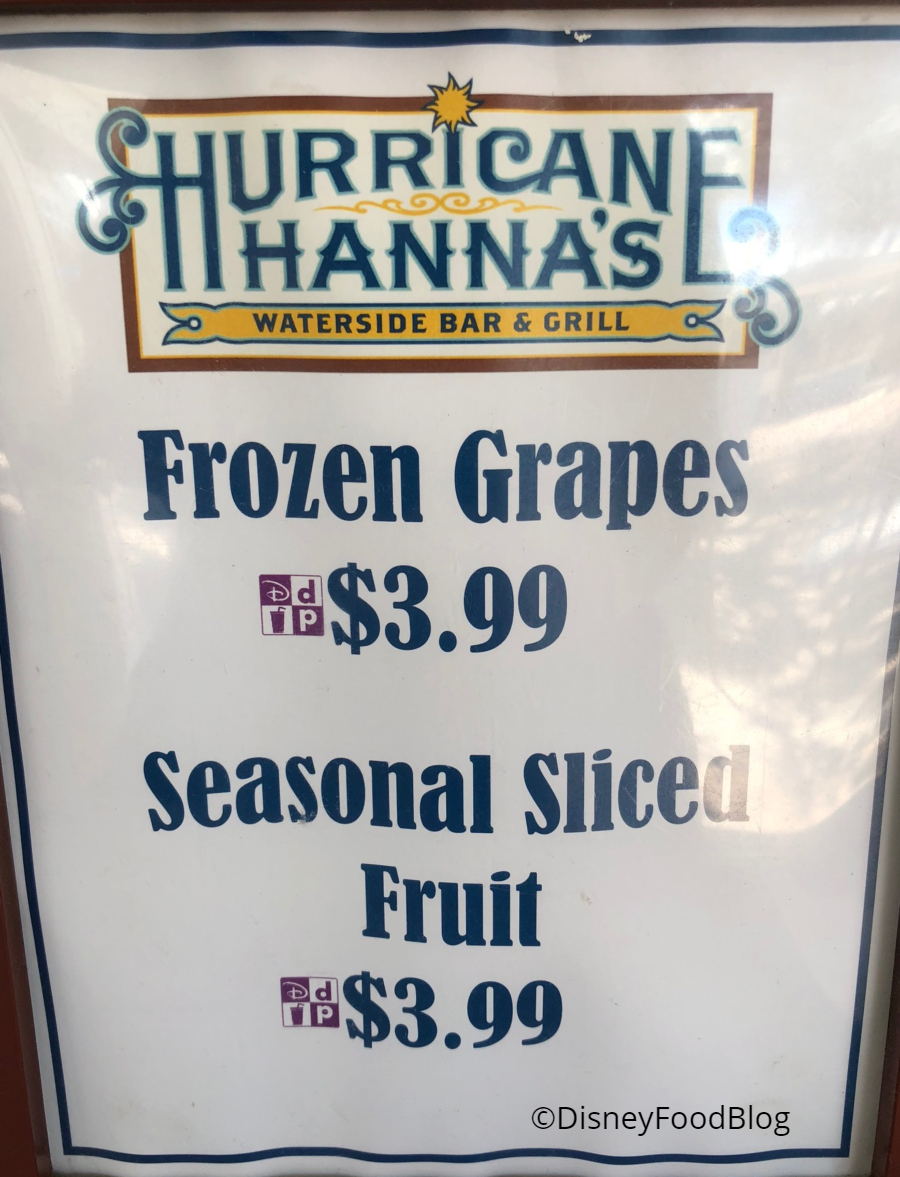 HURRICANE
HANNA'S
WATERSIDE BAR & GRILL
Frozen Grapes
D d
p
$3.99
Seasonal Sliced
Fruit
D d
p
$3.99
©DisneyFoodBlog